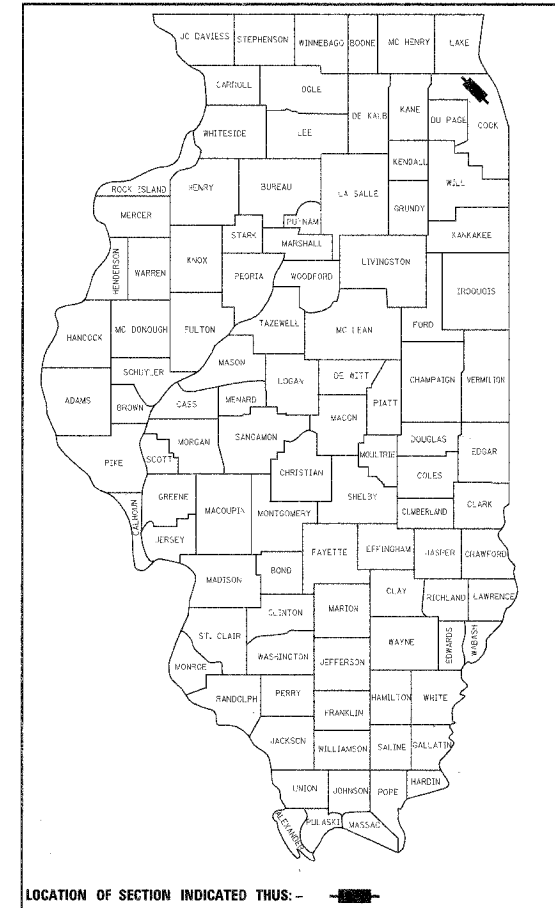 JO DAVIESS STEPHENSON WINNEBAGO BOONE MC HENRY LAKE
CARROLL OGLE DE KALB KANE DU PAGE COOK
WHITESIDE LEE KENDALL WILL
ROCK ISLAND HENRY BUREAU LA SALLE GRUNDY
MERCER PUTNAM KANKAKEE
STARK MARSHALL
HENDERSON WARREN KNOX PEORIA WOODFORD LIVINGSTON IROQUOIS
HANCOCK MC DONOUGH FULTON TAZEWELL MC LEAN FORD
SCHUYLER MASON LOGAN DE WITT CHAMPAIGN VERMILION
ADAMS BROWN CASS MENARD MACON PIATT
PIKE SCOTT MORGAN SANGAMON CHRISTIAN MOULTRIE DOUGLAS EDGAR
COLES
CALHOUN GREENE MACOUPIN MONTGOMERY SHELBY CUMBERLAND CLARK
JERSEY FAYETTE EFFINGHAM JASPER CRAWFORD
MADISON BOND CLAY RICHLAND LAWRENCE
CLINTON MARION
ST. CLAIR WAYNE EDWARDS WABASH
MONROE WASHINGTON JEFFERSON
RANDOLPH PERRY FRANKLIN HAMILTON WHITE
JACKSON WILLIAMSON SALINE GALLATIN
UNION JOHNSON POPE HARDIN
ALEXANDER PULASKI MASSAC
LOCATION OF SECTION INDICATED THUS: –